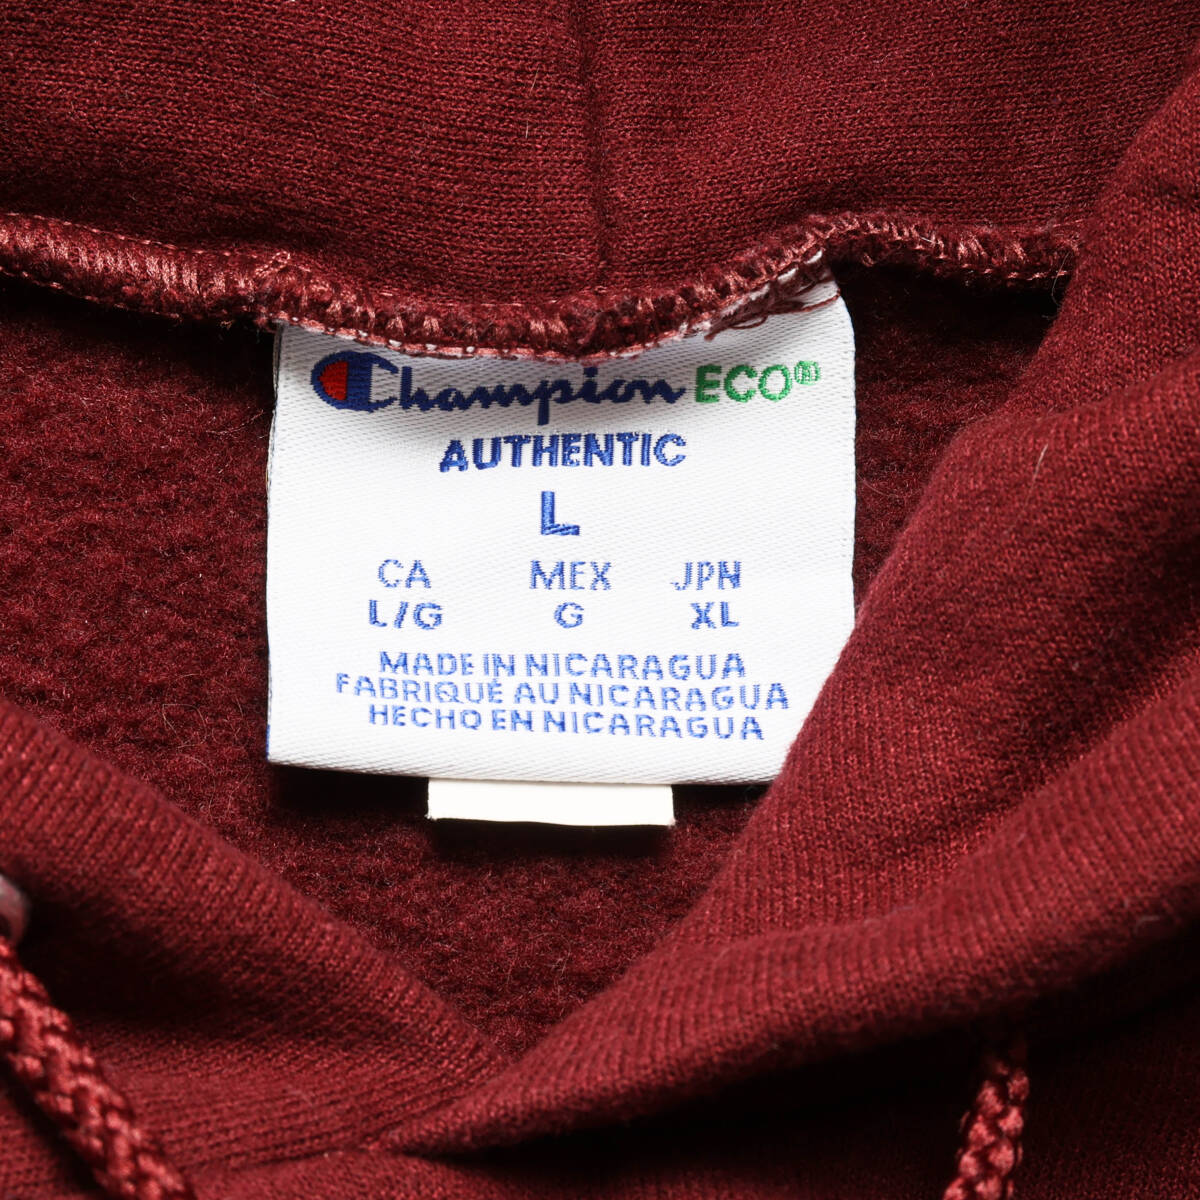 Champion ECO®
AUTHENTIC
L
CA MEX JPN
L/G G XL
MADE IN NICARAGUA
FABRIQUÉ AU NICARAGUA
HECHO EN NICARAGUA